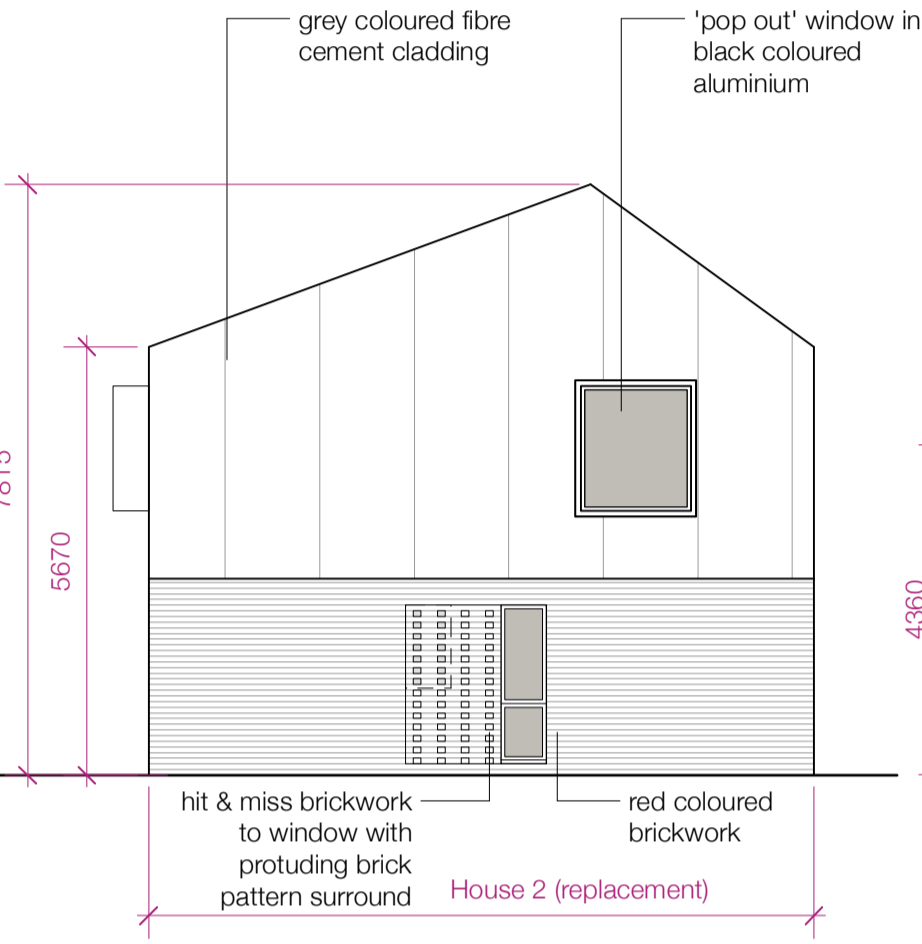 grey coloured fibre
cement cladding
'pop out' window in
black coloured
aluminium
5670
4360
hit & miss brickwork
to window with
protuding brick
pattern surround
red coloured
brickwork
House 2 (replacement)